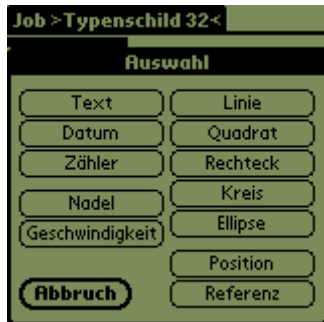 Job >Typenschild 32<
Auswahl
Text
Linie
Datum
Quadrat
Zähler
Rechteck
Nadel
Kreis
Geschwindigkeit
Ellipse
Position
Abbruch
Referenz